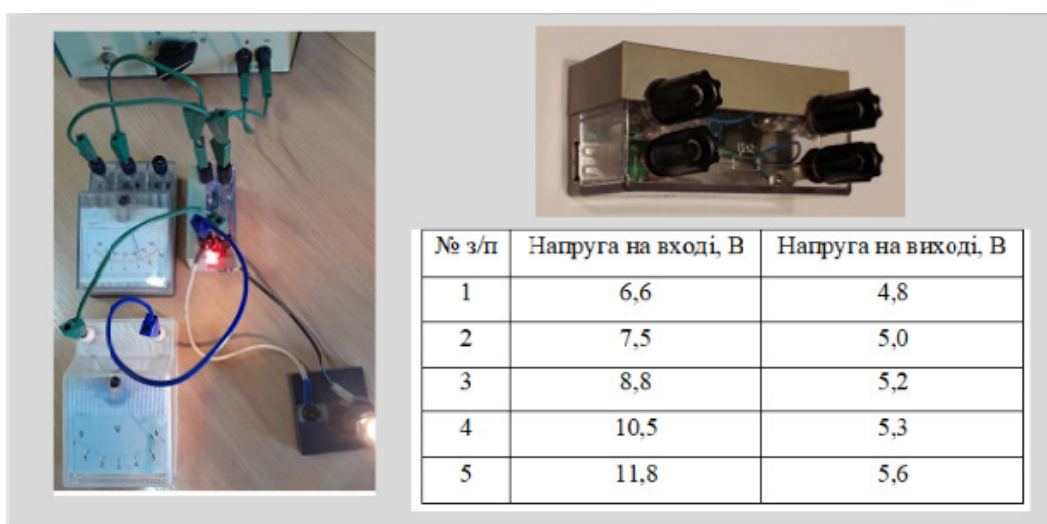 № з/п Напруга на вході, В Напруга на виході, В
1 6,6 4,8
2 7,5 5,0
3 8,8 5,2
4 10,5 5,3
5 11,8 5,6
V